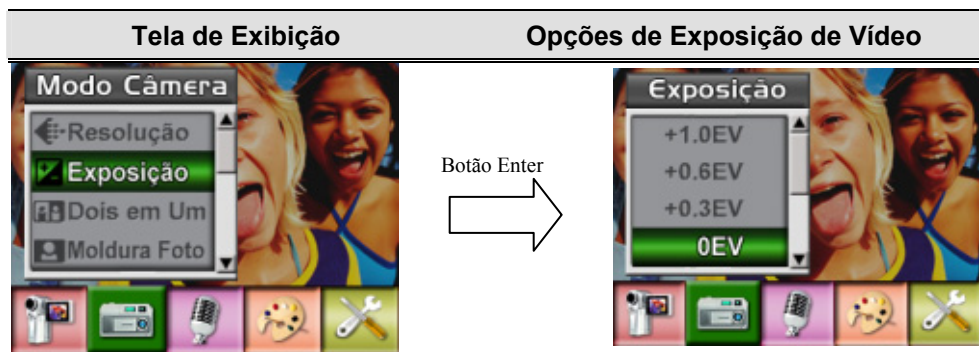 Tela de Exibição
Opções de Exposição de Vídeo
Modo Câmera
Resolução
Exposição
Dois em Um
Moldura Foto
Botão Enter
Exposição
+1.0EV
+0.6EV
+0.3EV
0EV